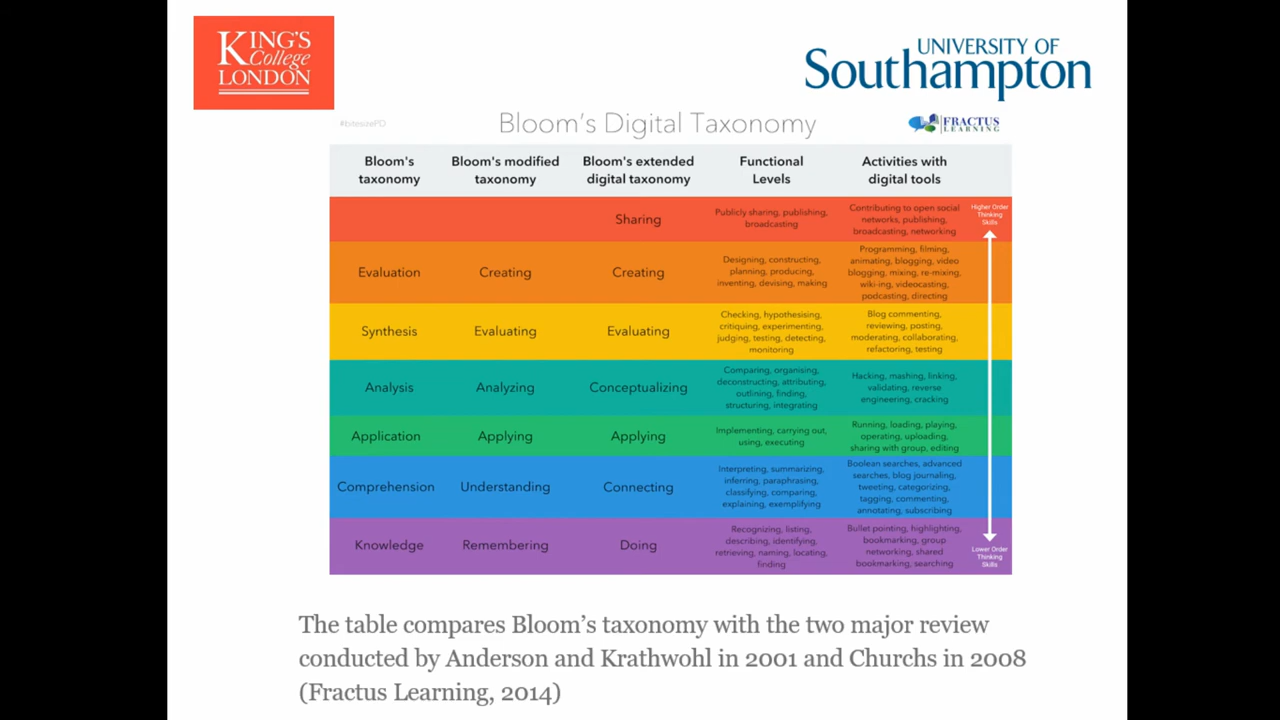 KING'S
College
LONDON
UNIVERSITY OF
Southampton
#bitesizePD
Bloom's Digital Taxonomy
FRACTUS
LEARNING
Bloom's
taxonomy
Bloom's modified
taxonomy
Bloom's extended
digital taxonomy
Functional
Levels
Activities with
digital tools
Sharing
Publicly sharing, publishing,
broadcasting
Contributing to open social
networks, publishing,
broadcasting, networking
Higher Order
Thinking
Skills
Evaluation
Creating
Creating
Designing, constructing,
planning, producing,
inventing, devising, making
Programming, filming,
animating, blogging, video
blogging, mixing, re-mixing,
wiki-ing, videocasting,
podcasting, directing
Synthesis
Evaluating
Evaluating
Checking, hypothesising,
critiquing, experimenting,
judging, testing, detecting,
monitoring
Blog commenting,
reviewing, posting,
moderating, collaborating,
refactoring, testing
Analysis
Analyzing
Conceptualizing
Comparing, organising,
deconstructing, attributing,
outlining, finding,
structuring, integrating
Hacking, mashing, linking,
validating, reverse
engineering, cracking
Application
Applying
Applying
Implementing, carrying out,
using, executing
Running, loading, playing,
operating, uploading,
sharing with group, editing
Comprehension
Understanding
Connecting
Interpreting, summarizing,
inferring, paraphrasing,
classifying, comparing,
explaining, exemplifying
Boolean searches, advanced
searches, blog journaling,
tweeting, categorizing,
tagging, commenting,
annotating, subscribing
Knowledge
Remembering
Doing
Recognizing, listing,
describing, identifying,
retrieving, naming, locating,
finding
Bullet pointing, highlighting,
bookmarking, group
networking, shared
bookmarking, searching
Lower Order
Thinking
Skills
The table compares Bloom's taxonomy with the two major review
conducted by Anderson and Krathwohl in 2001 and Churchs in 2008
(Fractus Learning, 2014)